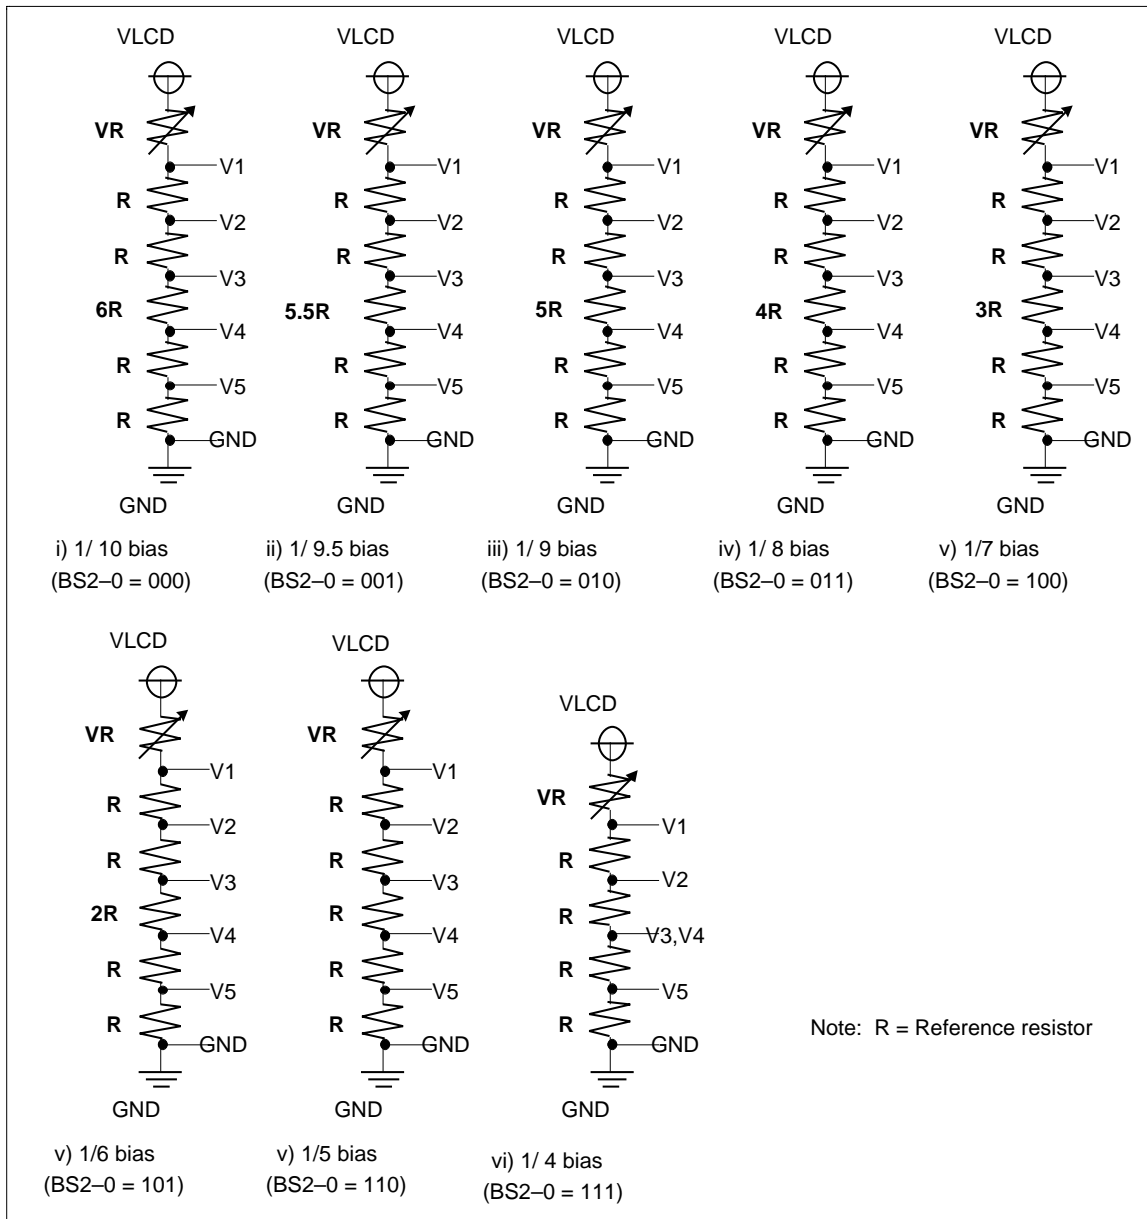 VLCD VLCD VLCD VLCD VLCD
VR VR VR VR VR
V1 V1 V1 V1 V1
R R R R R
V2 V2 V2 V2 V2
R R R R R
V3 V3 V3 V3 V3
6R 5.5R 5R 4R 3R
V4 V4 V4 V4 V4
R R R R R
V5 V5 V5 V5 V5
R R R R R
GND GND GND GND GND
GND GND GND GND GND
i) 1/ 10 bias ii) 1/ 9.5 bias iii) 1/ 9 bias iv) 1/ 8 bias v) 1/7 bias
(BS2–0 = 000) (BS2–0 = 001) (BS2–0 = 010) (BS2–0 = 011) (BS2–0 = 100)
VLCD VLCD
VLCD
VR VR
V1 V1
VR
R R
V2 V2 V1
R R R
V3 V3 V2
2R R R
V4 V4 V3,V4
R R R
V5 V5 V5
R R R
Note: R = Reference resistor
GND GND GND
GND GND GND
v) 1/6 bias v) 1/5 bias vi) 1/ 4 bias
(BS2–0 = 101) (BS2–0 = 110) (BS2–0 = 111)